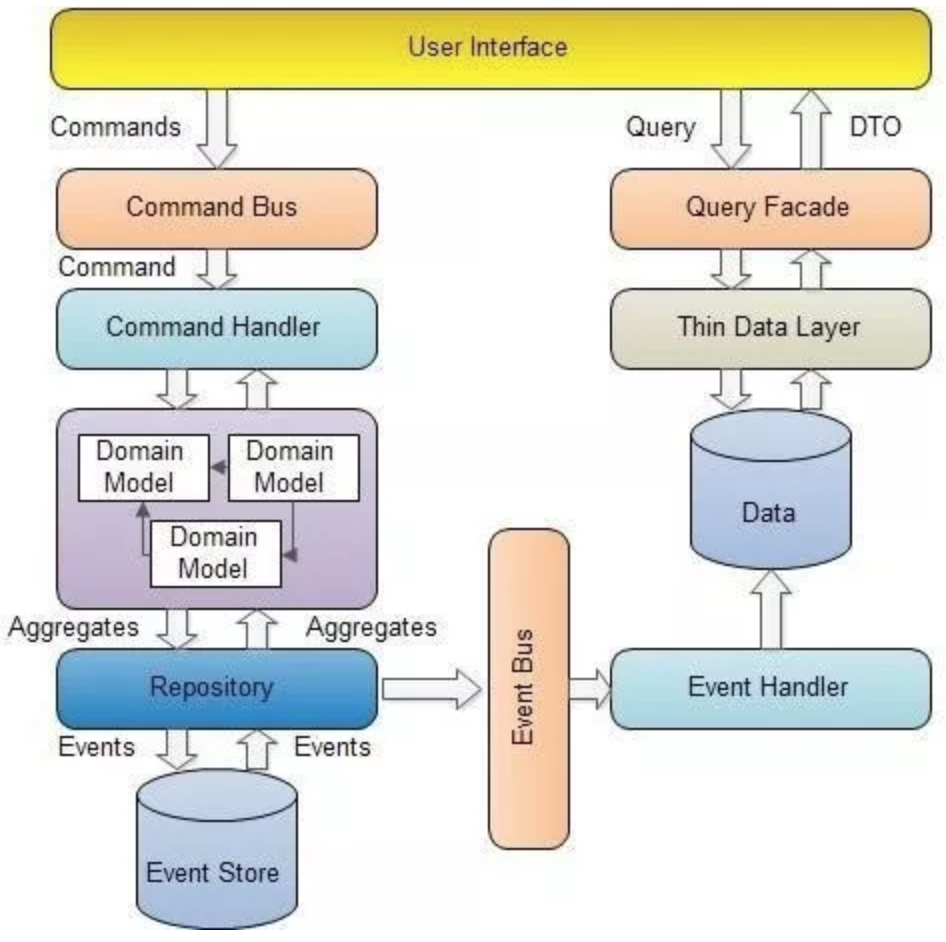 User Interface
Commands
Query
DTO
Command Bus
Query Facade
Command
Command Handler
Thin Data Layer
Domain
Model
Domain
Model
Domain
Model
Data
Aggregates
Aggregates
Repository
Event Bus
Event Handler
Events
Events
Event Store